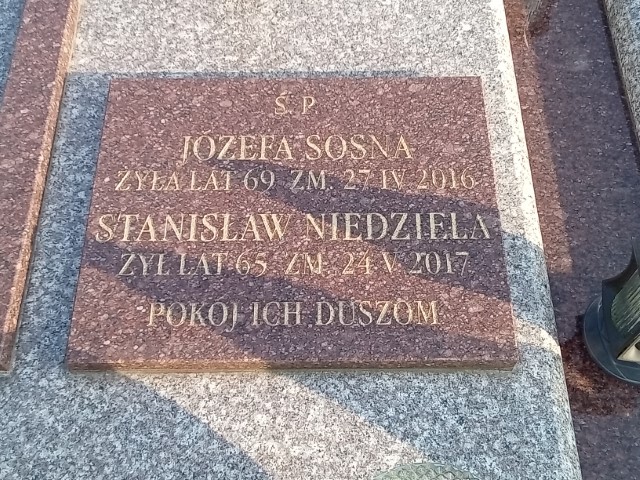 Ś. P.
JÓZEFA SOSNA
ŻYŁA LAT 69 ZM. 27 IV 2016
STANISŁAW NIEDZIELA
ŻYŁ LAT 65 ZM. 24 V 2017
POKÓJ ICH DUSZOM